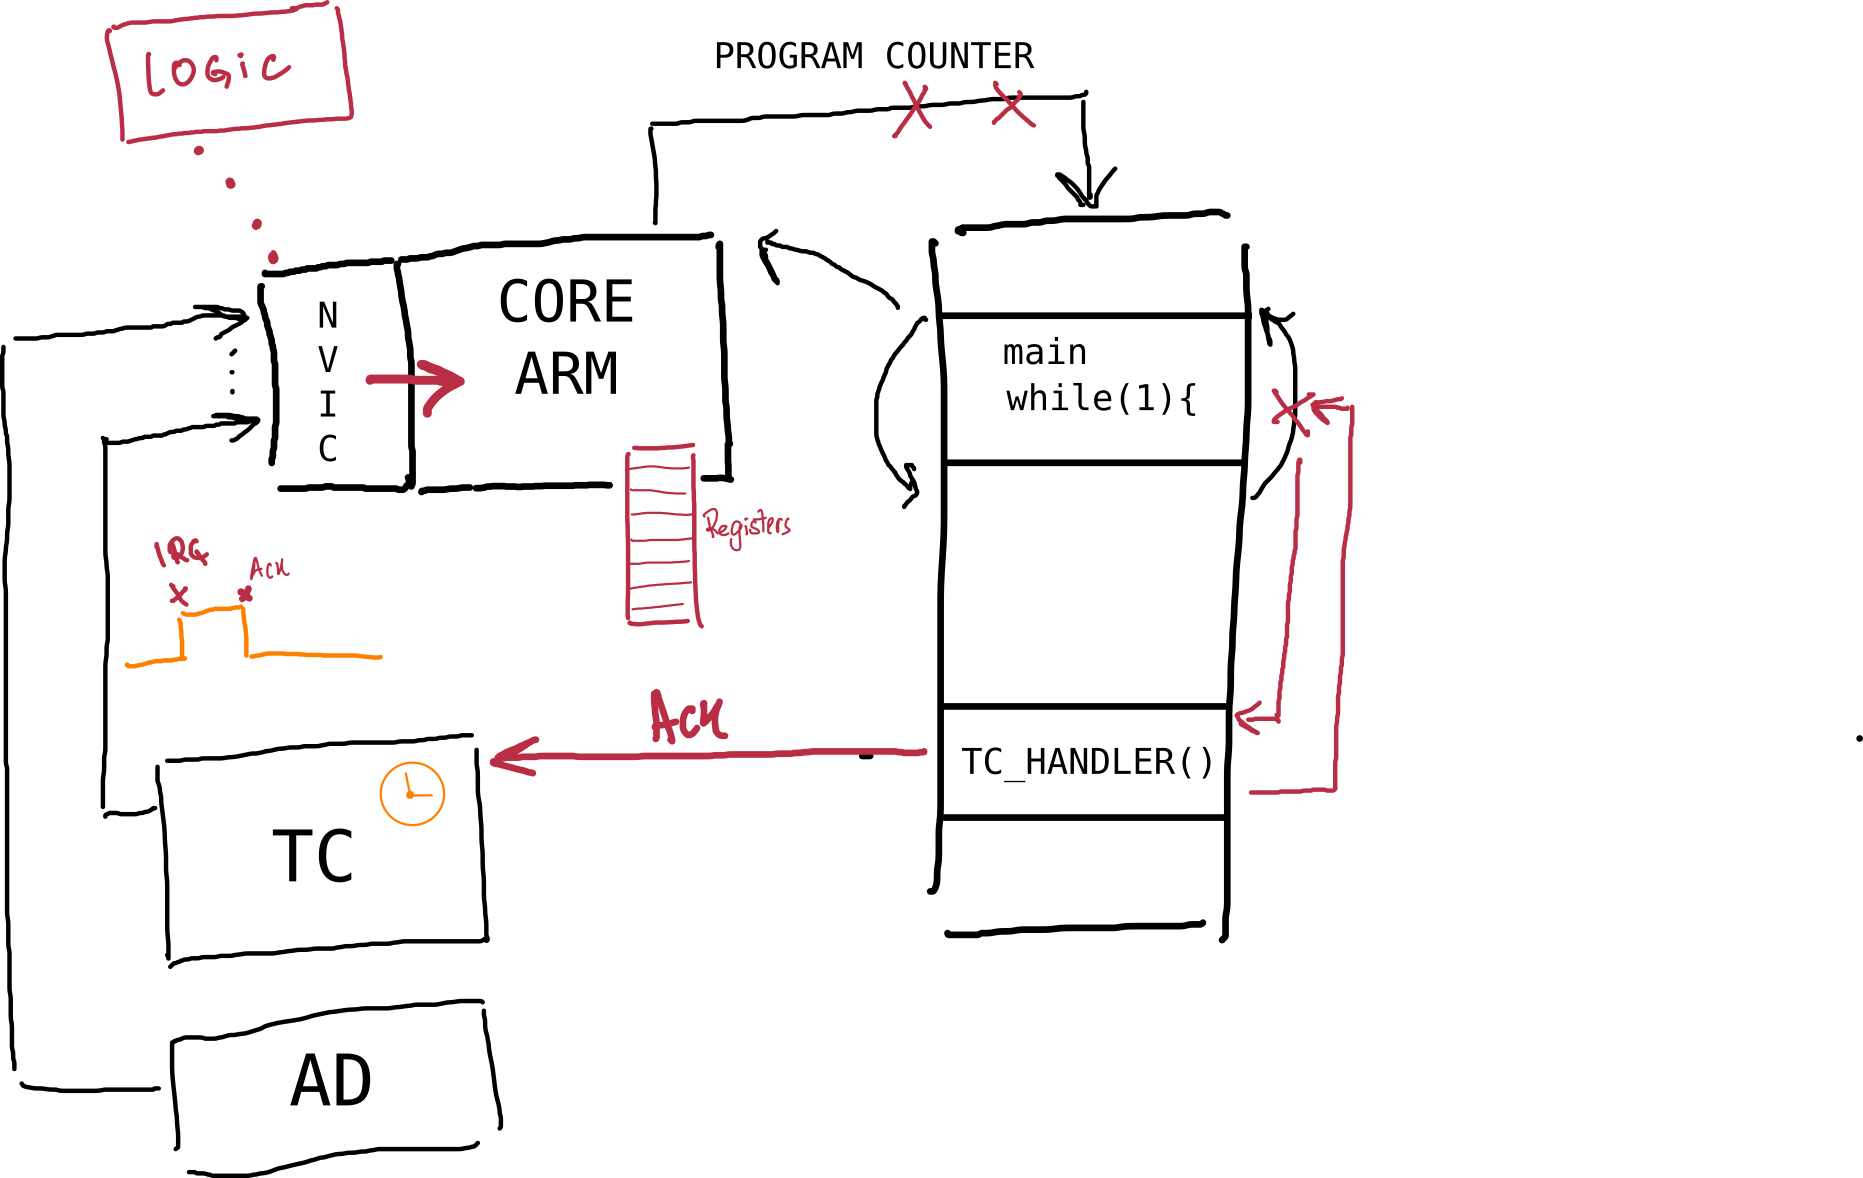 LOGiC
PROGRAM COUNTER
N
V
I
C
CORE
ARM
main
while(1){
Registers
IRQ
Ack
Ack
TC_HANDLER()
TC
AD